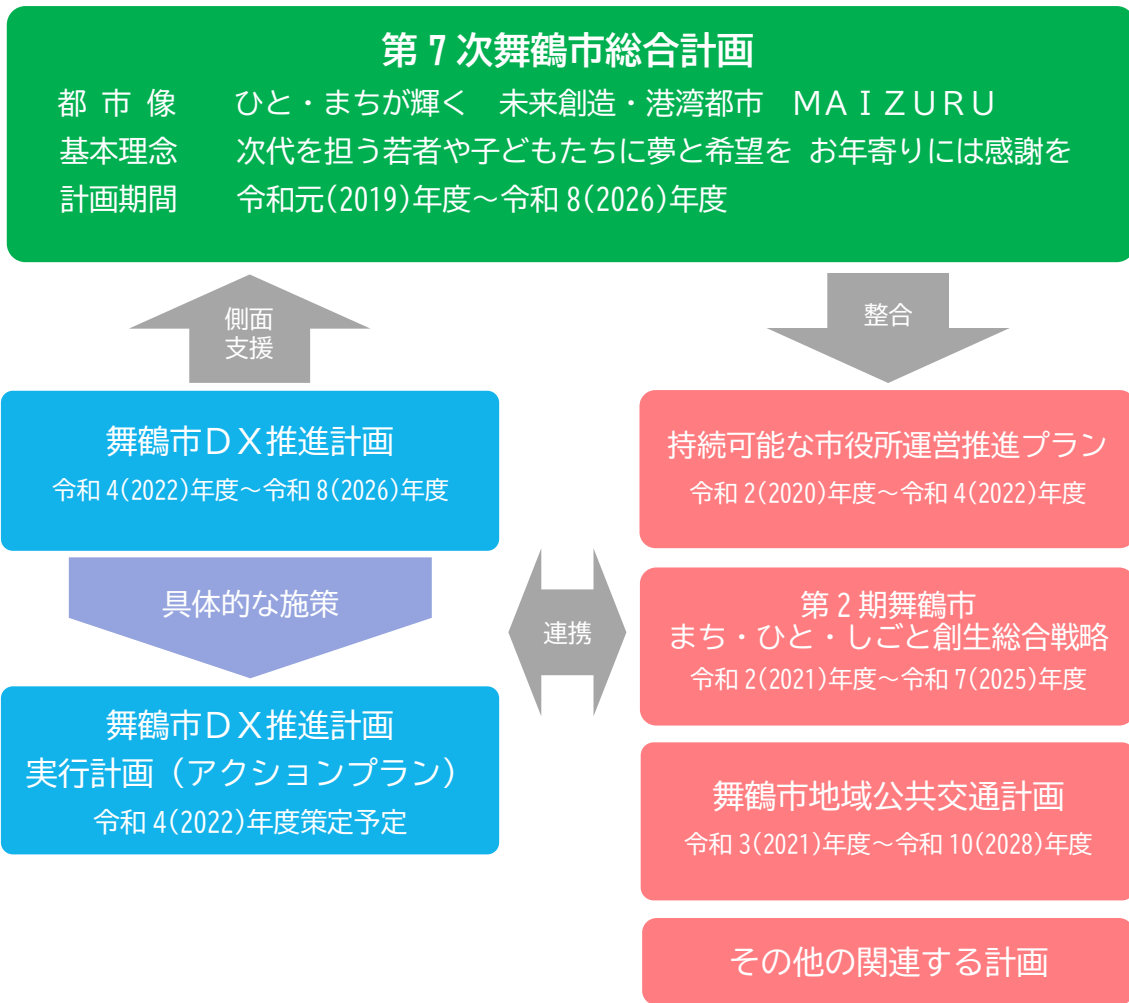 第7次舞鶴市総合計画
都市像 ひと・まちが輝く 未来創造・港湾都市 ＭＡＩＺＵＲＵ
基本理念 次代を担う若者や子どもたちに夢と希望を お年寄りには感謝を
計画期間 令和元(2019)年度～令和8(2026)年度
側面
支援
整合
舞鶴市ＤＸ推進計画
令和4(2022)年度～令和8(2026)年度
具体的な施策
舞鶴市ＤＸ推進計画
実行計画（アクションプラン）
令和4(2022)年度策定予定
連携
持続可能な市役所運営推進プラン
令和2(2020)年度～令和4(2022)年度
第2期舞鶴市
まち・ひと・しごと創生総合戦略
令和2(2021)年度～令和7(2025)年度
舞鶴市地域公共交通計画
令和3(2021)年度～令和10(2028)年度
その他の関連する計画